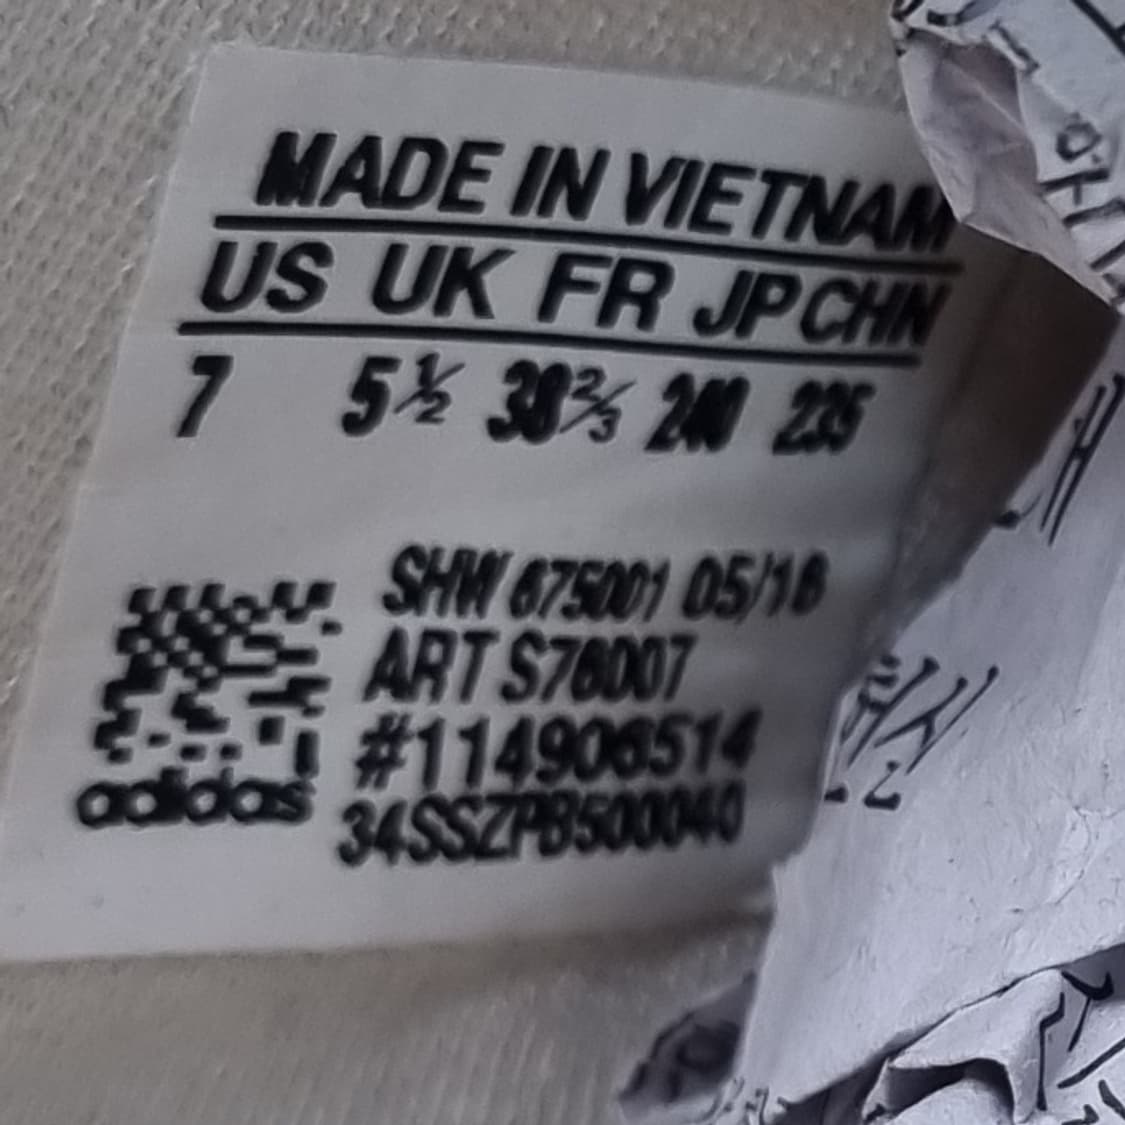 MADE IN VIETNAM
US UK FR JP CHN
7 5½ 38⅔ 240 235
SHW 675001 05/16
ART S76007
#114906514
34SSZPB500040
adidas